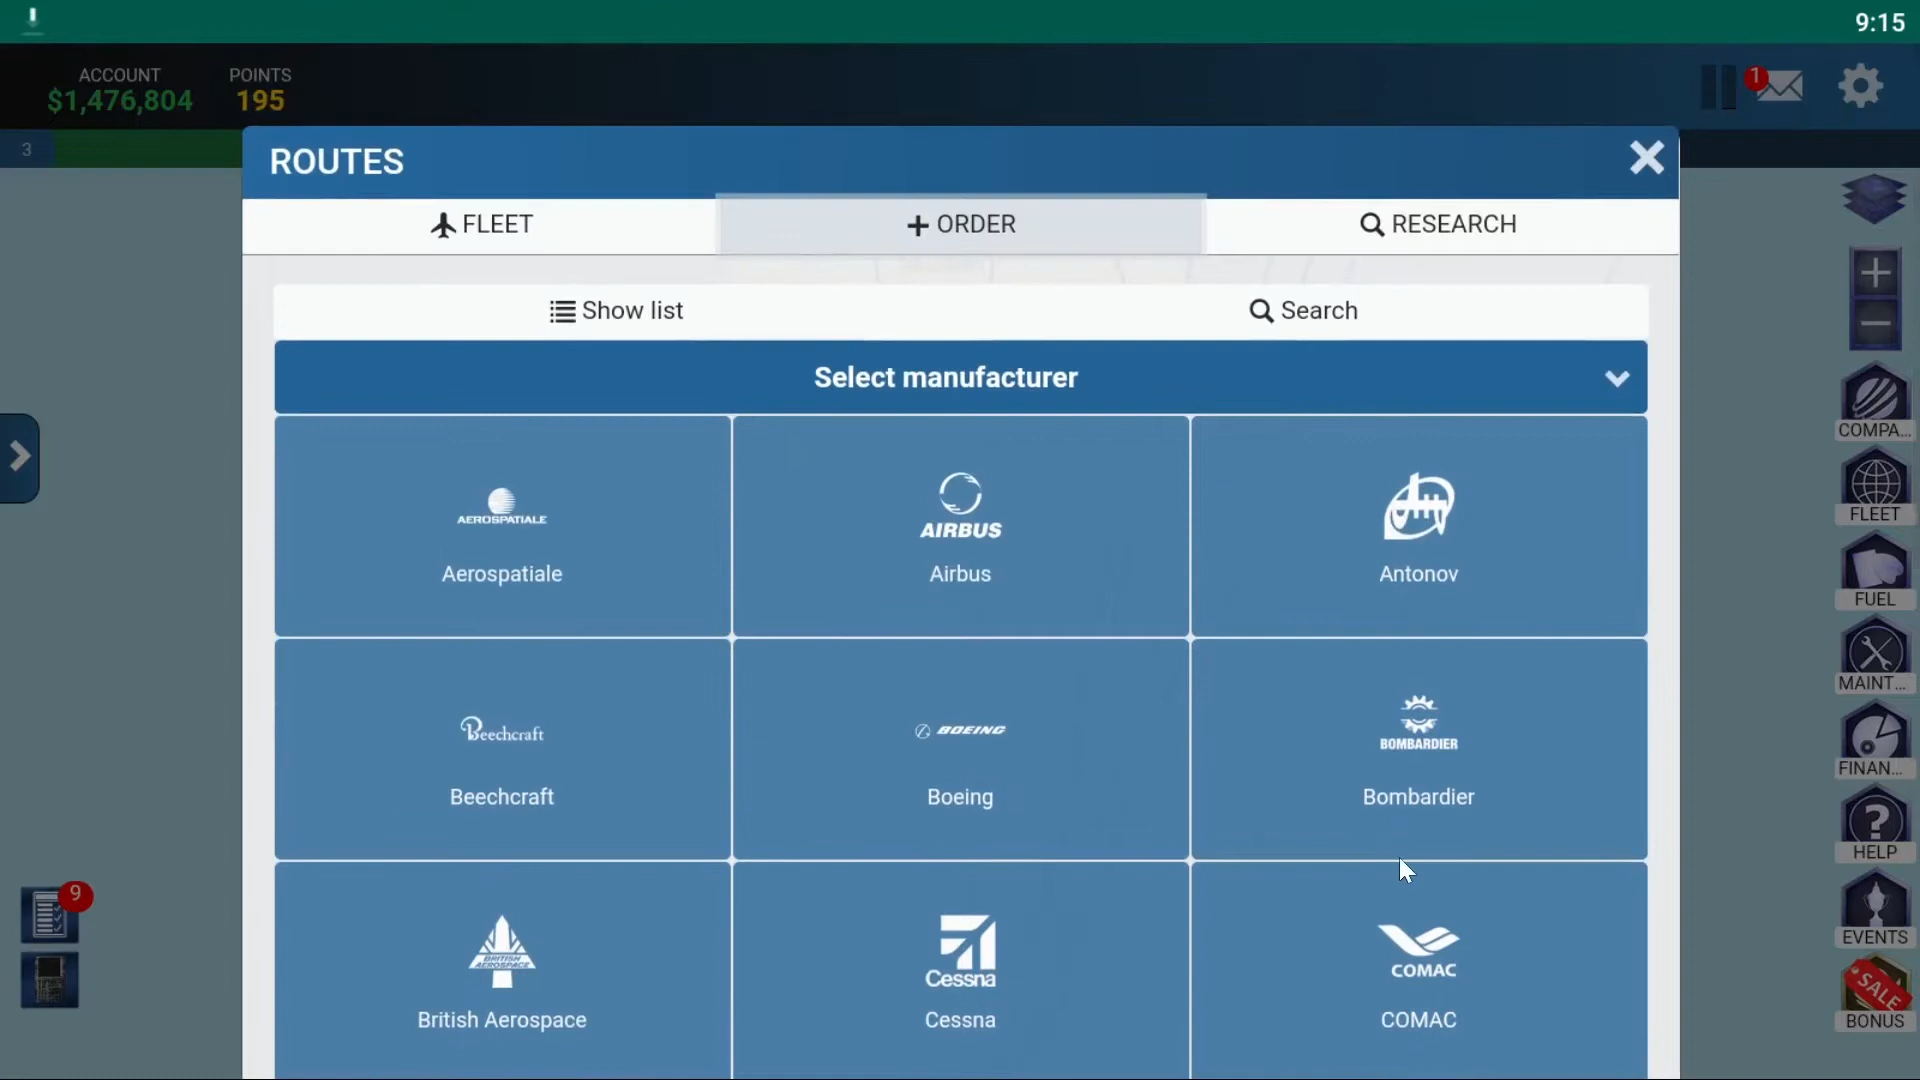 9:15
ACCOUNT
$1,476,804
POINTS
195
1
3
ROUTES
FLEET
ORDER
RESEARCH
Show list
Search
Select manufacturer
AEROSPATIALE
Aerospatiale
AIRBUS
Airbus
Antonov
Beechcraft
Beechcraft
BOEING
Boeing
BOMBARDIER
Bombardier
BRITISH
AEROSPACE
British Aerospace
Cessna
Cessna
COMAC
COMAC
COMPA...
FLEET
FUEL
MAINT...
FINAN...
?
HELP
EVENTS
SALE
BONUS
9